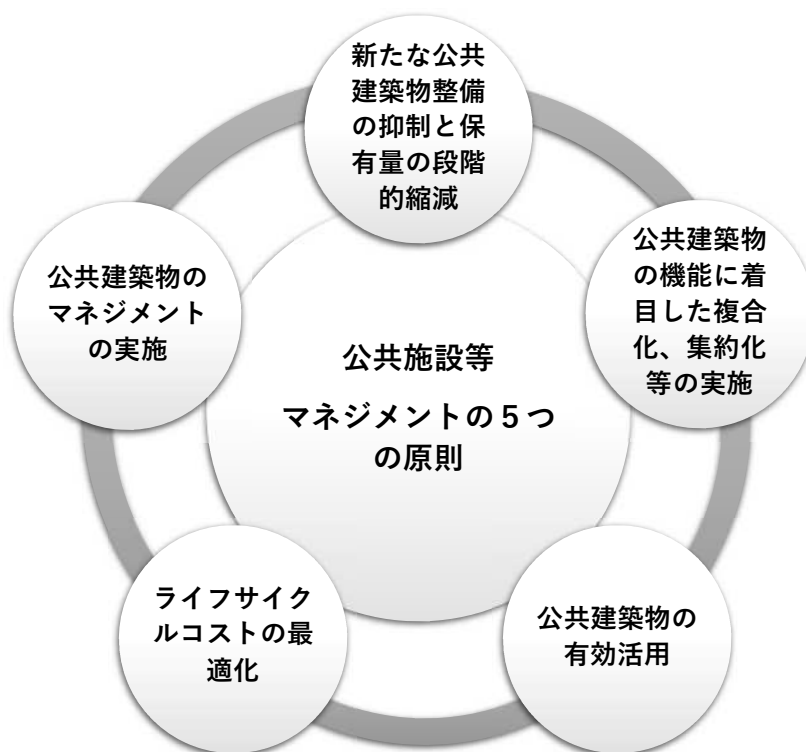 新たな公共
建築物整備
の抑制と保
有量の段階
的縮減
公共建築物
の機能に着
目した複合
化、集約化
等の実施
公共建築物の
有効活用
ライフサイク
ルコストの最
適化
公共建築物の
マネジメント
の実施
公共施設等
マネジメントの５つ
の原則